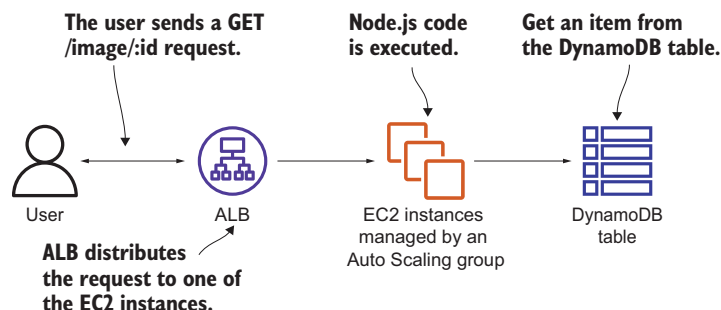 The user sends a GET
/image/:id request.
Node.js code
is executed.
Get an item from
the DynamoDB table.
User
ALB
EC2 instances
managed by an
Auto Scaling group
DynamoDB
table
ALB distributes
the request to one of
the EC2 instances.